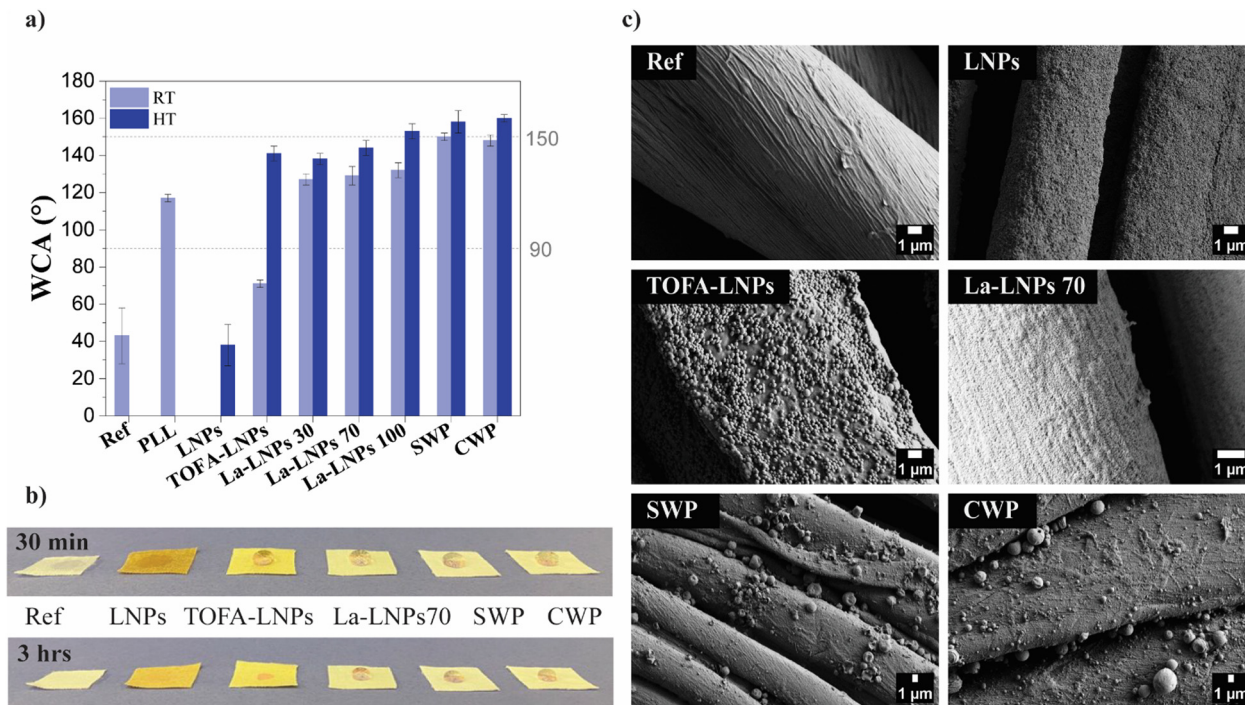 a)
180
160
140
120
100
80
60
40
20
0
WCA (°)
RT
HT
150
90
Ref
PLL
LNPs
TOFA-LNPs
La-LNPs 30
La-LNPs 70
La-LNPs 100
SWP
CWP
b)
30 min
Ref LNPs TOFA-LNPs La-LNPs70 SWP CWP
3 hrs
c)
Ref
1 µm
LNPs
1 µm
TOFA-LNPs
1 µm
La-LNPs 70
1 µm
SWP
1 µm
CWP
1 µm